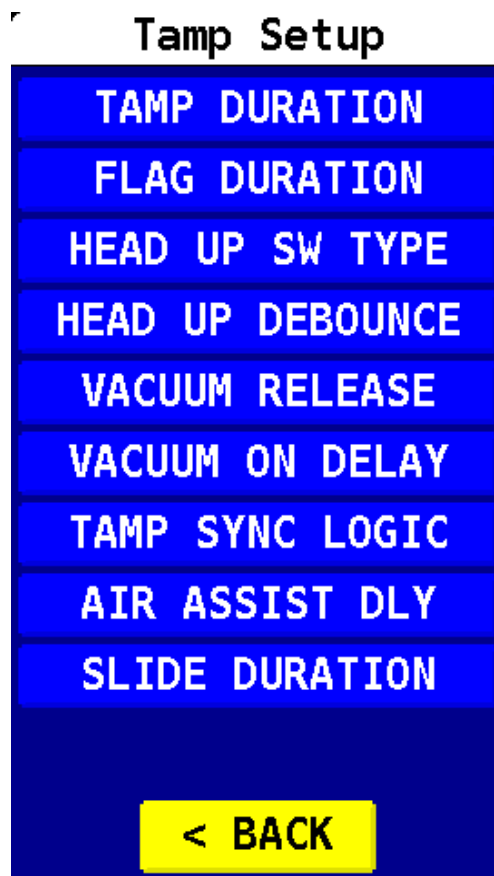 Tamp Setup
TAMP DURATION
FLAG DURATION
HEAD UP SW TYPE
HEAD UP DEBOUNCE
VACUUM RELEASE
VACUUM ON DELAY
TAMP SYNC LOGIC
AIR ASSIST DLY
SLIDE DURATION
< BACK